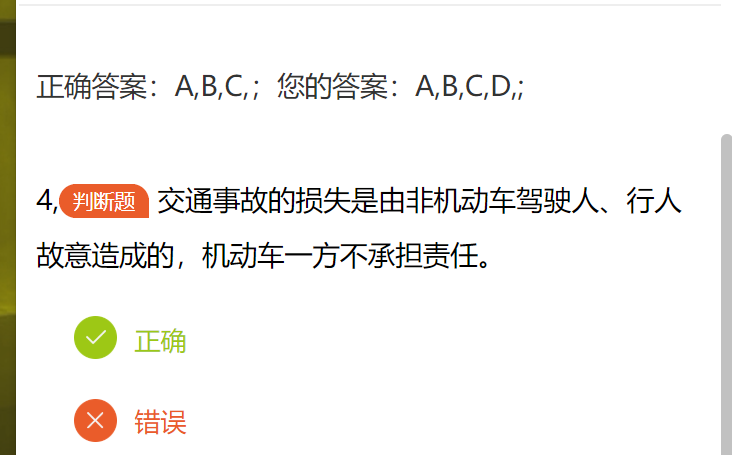 正确答案：A,B,C,；您的答案：A,B,C,D,;
4,判断题 交通事故的损失是由非机动车驾驶人、行人
故意造成的，机动车一方不承担责任。
正确
错误